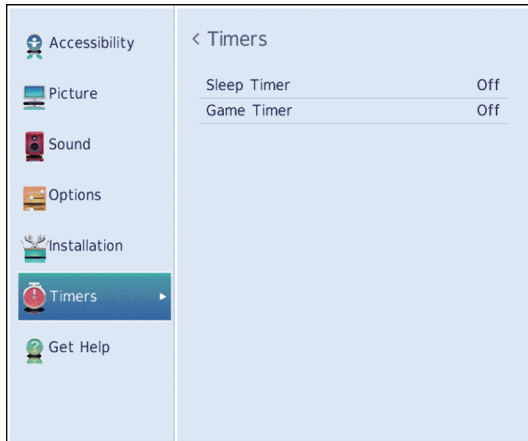 Accessibility
Picture
Sound
Options
Installation
Timers
Get Help
< Timers
Sleep Timer Off
Game Timer Off